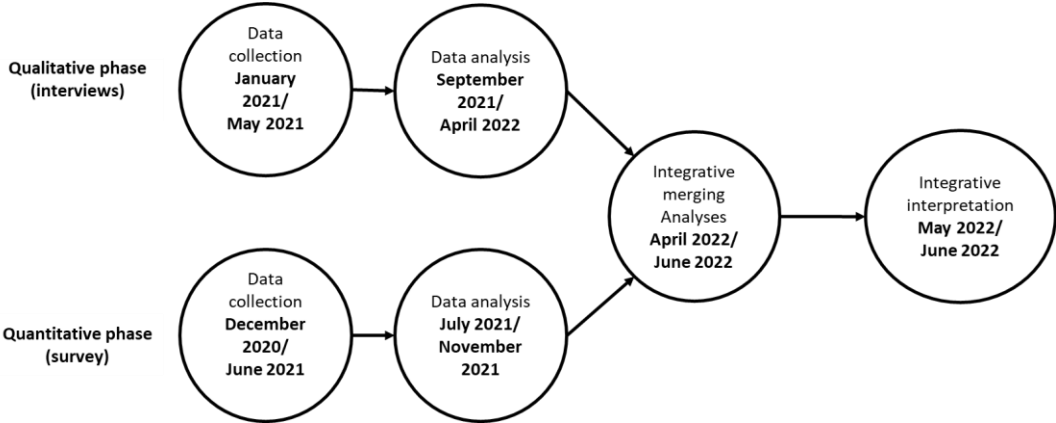 Qualitative phase
(interviews)
Data
collection
January
2021/
May 2021
Data analysis
September
2021/
April 2022
Integrative
merging
Analyses
April 2022/
June 2022
Integrative
interpretation
May 2022/
June 2022
Quantitative phase
(survey)
Data
collection
December
2020/
June 2021
Data analysis
July 2021/
November
2021